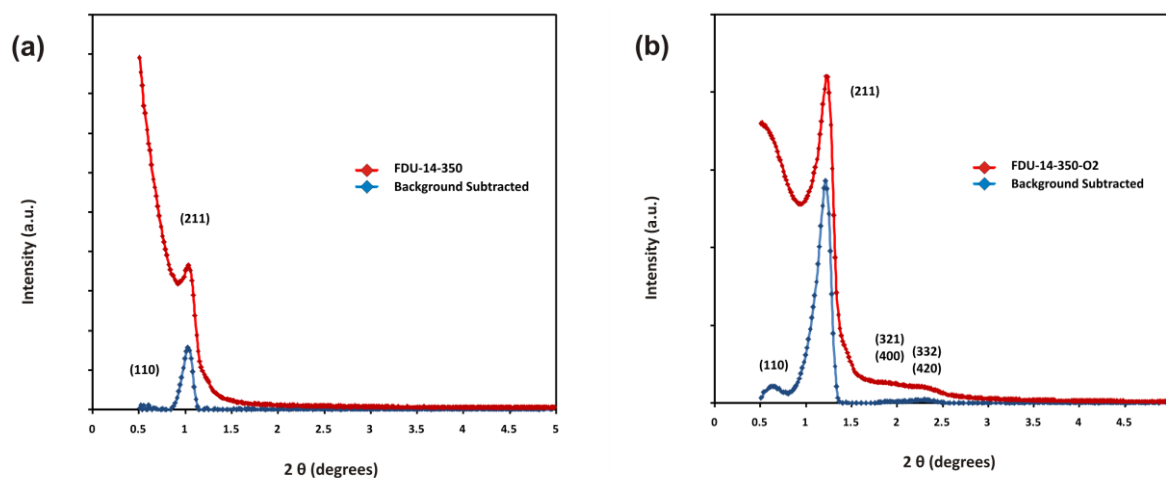 (a)
Intensity (a.u.)
(211)
(110)
FDU-14-350
Background Subtracted
0 0.5 1 1.5 2 2.5 3 3.5 4 4.5 5
2 θ (degrees)
(b)
Intensity (a.u.)
(211)
FDU-14-350-O2
Background Subtracted
(110)
(321)
(400)
(332)
(420)
0 0.5 1 1.5 2 2.5 3 3.5 4 4.5
2 θ (degrees)